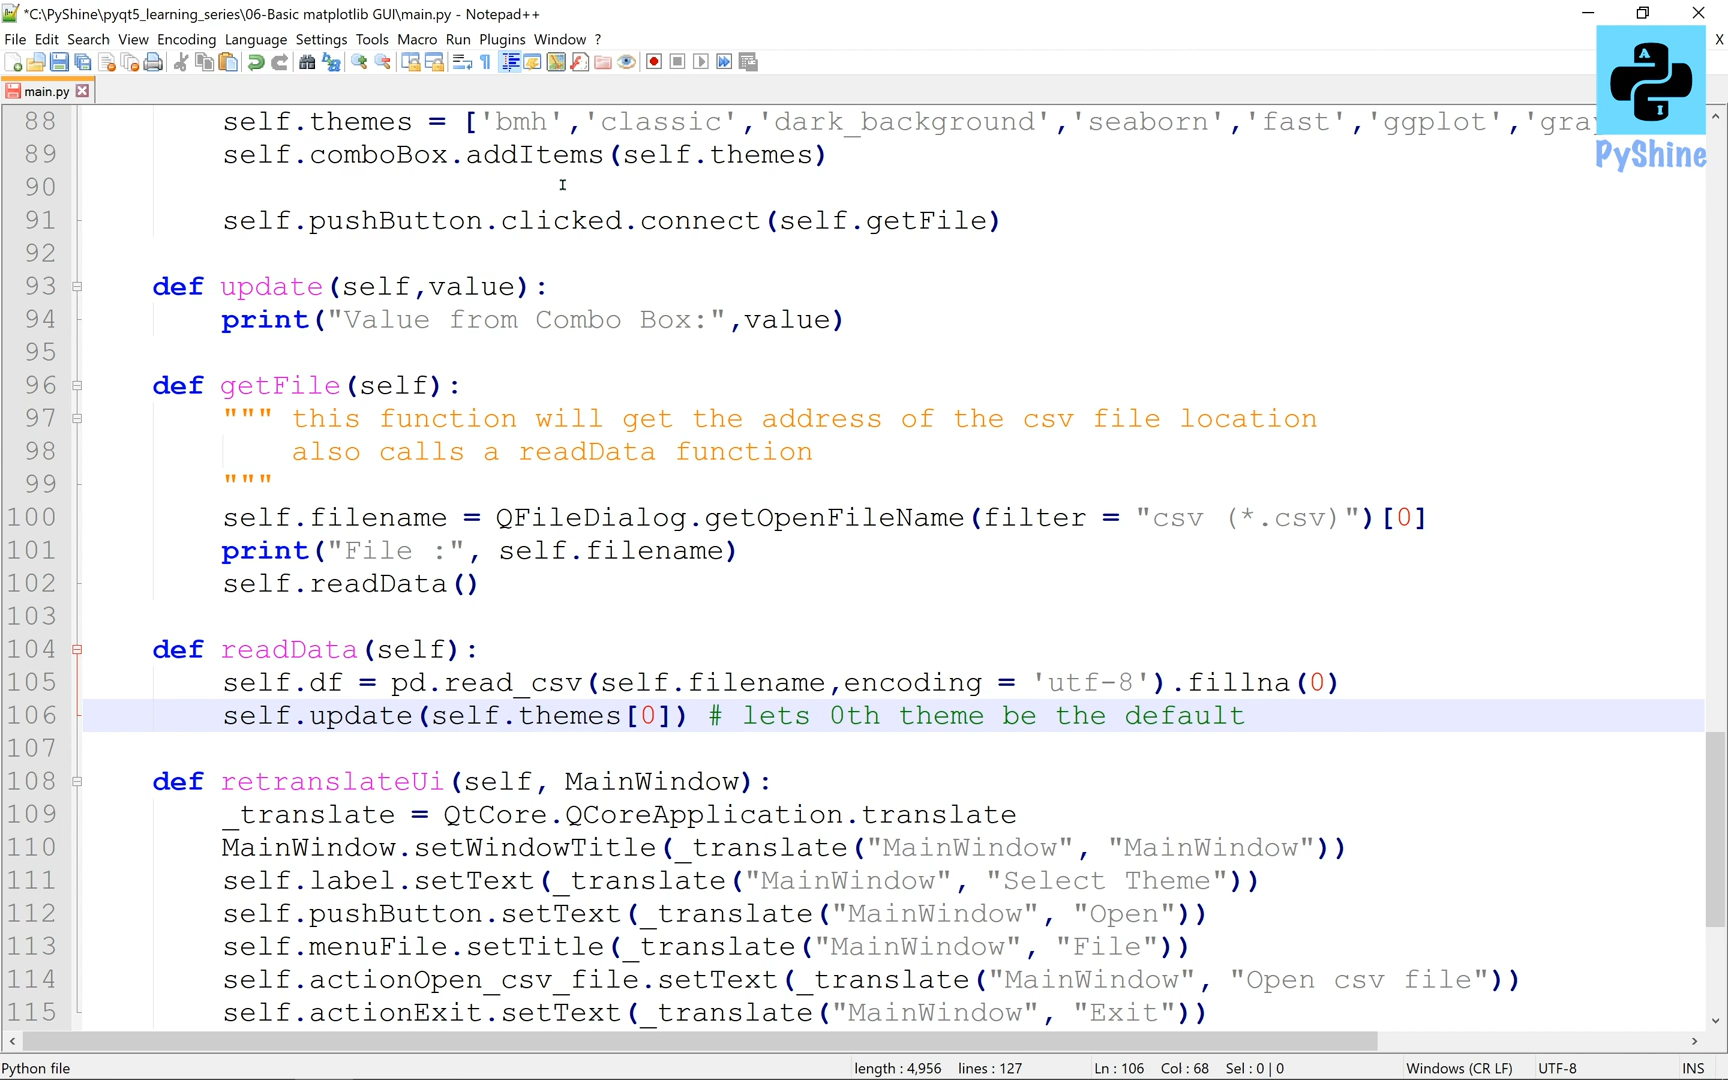 *C:\PyShine\pyqt5_learning_series\06-Basic matplotlib GUI\main.py - Notepad++
File Edit Search View Encoding Language Settings Tools Macro Run Plugins Window ? X
main.py
A
PyShine
88 self.themes = ['bmh','classic','dark_background','seaborn','fast','ggplot','gra
89 self.comboBox.addItems(self.themes)
90
91 self.pushButton.clicked.connect(self.getFile)
92
93 def update(self,value):
94 print("Value from Combo Box:",value)
95
96 def getFile(self):
97 """ this function will get the address of the csv file location
98 also calls a readData function
99 """
100 self.filename = QFileDialog.getOpenFileName(filter = "csv (*.csv)")[0]
101 print("File :", self.filename)
102 self.readData()
103
104 def readData(self):
105 self.df = pd.read_csv(self.filename,encoding = 'utf-8').fillna(0)
106 self.update(self.themes[0]) # lets 0th theme be the default
107
108 def retranslateUi(self, MainWindow):
109 _translate = QtCore.QCoreApplication.translate
110 MainWindow.setWindowTitle(_translate("MainWindow", "MainWindow"))
111 self.label.setText(_translate("MainWindow", "Select Theme"))
112 self.pushButton.setText(_translate("MainWindow", "Open"))
113 self.menuFile.setTitle(_translate("MainWindow", "File"))
114 self.actionOpen_csv_file.setText(_translate("MainWindow", "Open csv file"))
115 self.actionExit.setText(_translate("MainWindow", "Exit"))
Python file length : 4,956 lines : 127 Ln : 106 Col : 68 Sel : 0 | 0 Windows (CR LF) UTF-8 INS